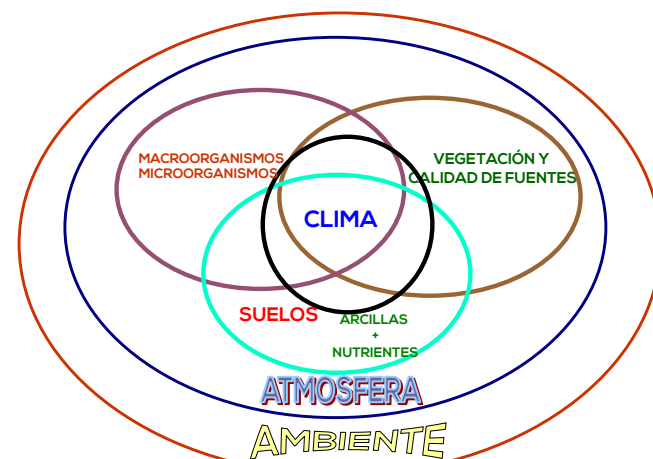 MACROORGANISMOS
MICROORGANISMOS
VEGETACIÓN Y
CALIDAD DE FUENTES
CLIMA
SUELOS
ARCILLAS
+
NUTRIENTES
ATMOSFERA
AMBIENTE